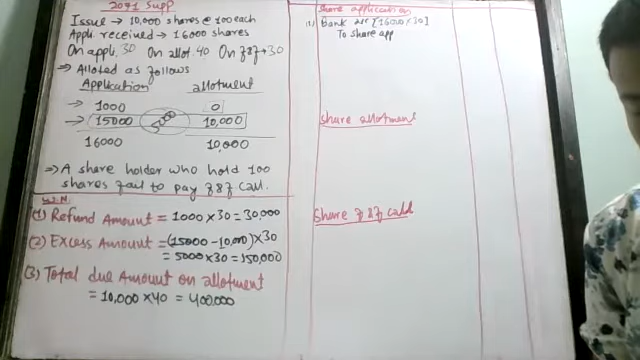 2071 Supp
Issue → 10,000 shares @ 100 each
Appli received → 16000 shares
On appli. 30 On allot. 40 On f&f → 30
⇒ Alloted as follows
Application allotment
→ 1000 0
→ 15000 5000 10,000
16000 10,000
⇒ A share holder who hold 100
shares fail to pay f&f call.
W.N.
(1) Refund Amount = 1000 × 30 = 30,000
(2) Excess Amount = (15000 - 10,000) × 30
= 5000 × 30 = 150,000
(3) Total due Amount on allotment
= 10,000 × 40 = 400,000
Share application
(1) Bank a/c [16000 × 30]
To share app
Share allotment
Share f&f call